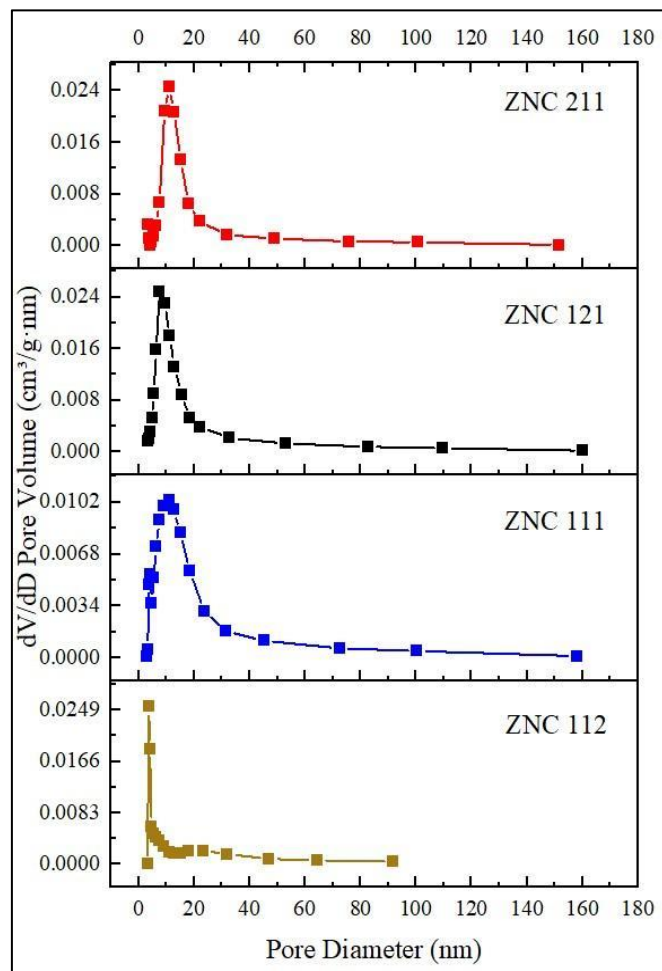 0 20 40 60 80 100 120 140 160 180
0.024
0.016
0.008
0.000
ZNC 211
0.024
0.016
0.008
0.000
ZNC 121
0.0102
0.0068
0.0034
0.0000
ZNC 111
0.0249
0.0166
0.0083
0.0000
ZNC 112
dV/dD Pore Volume (cm³/g·nm)
0 20 40 60 80 100 120 140 160 180
Pore Diameter (nm)